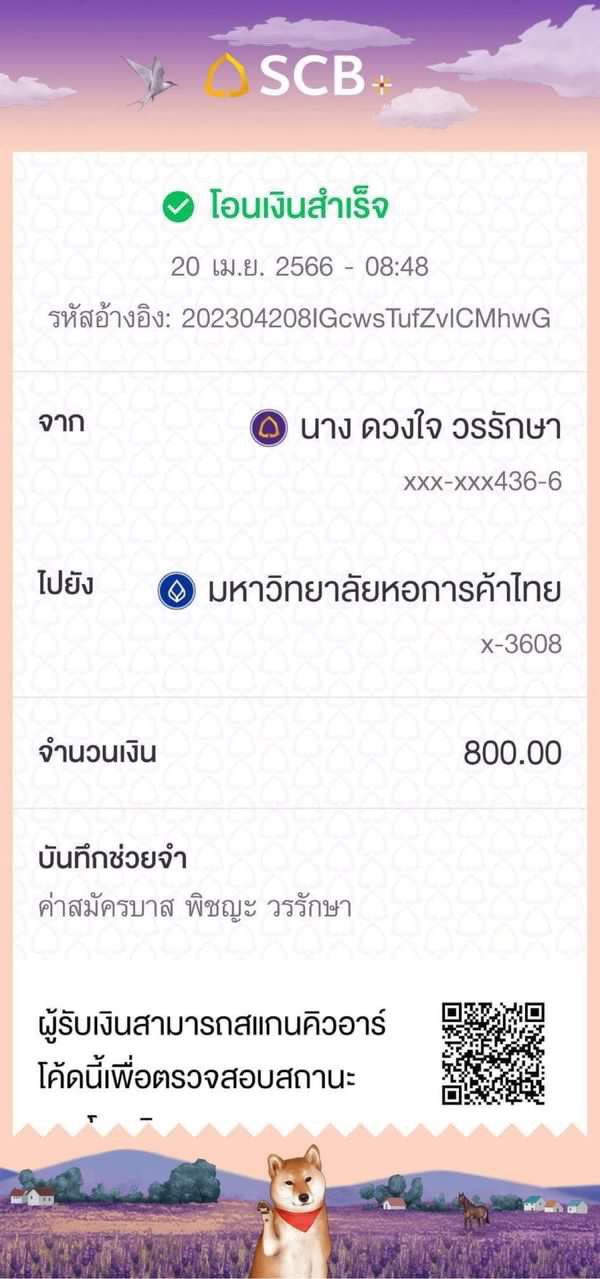 SCB+
โอนเงินสำเร็จ
20 เม.ย. 2566 - 08:48
รหัสอ้างอิง: 202304208IGcwsTufZvICMhwG
จาก
นาง ดวงใจ วรรักษา
xxx-xxx436-6
ไปยัง
มหาวิทยาลัยหอการค้าไทย
x-3608
จำนวนเงิน 800.00
บันทึกช่วยจำ
ค่าสมัครบาส พิชญะ วรรักษา
ผู้รับเงินสามารถสแกนคิวอาร์
โค้ดนี้เพื่อตรวจสอบสถานะ